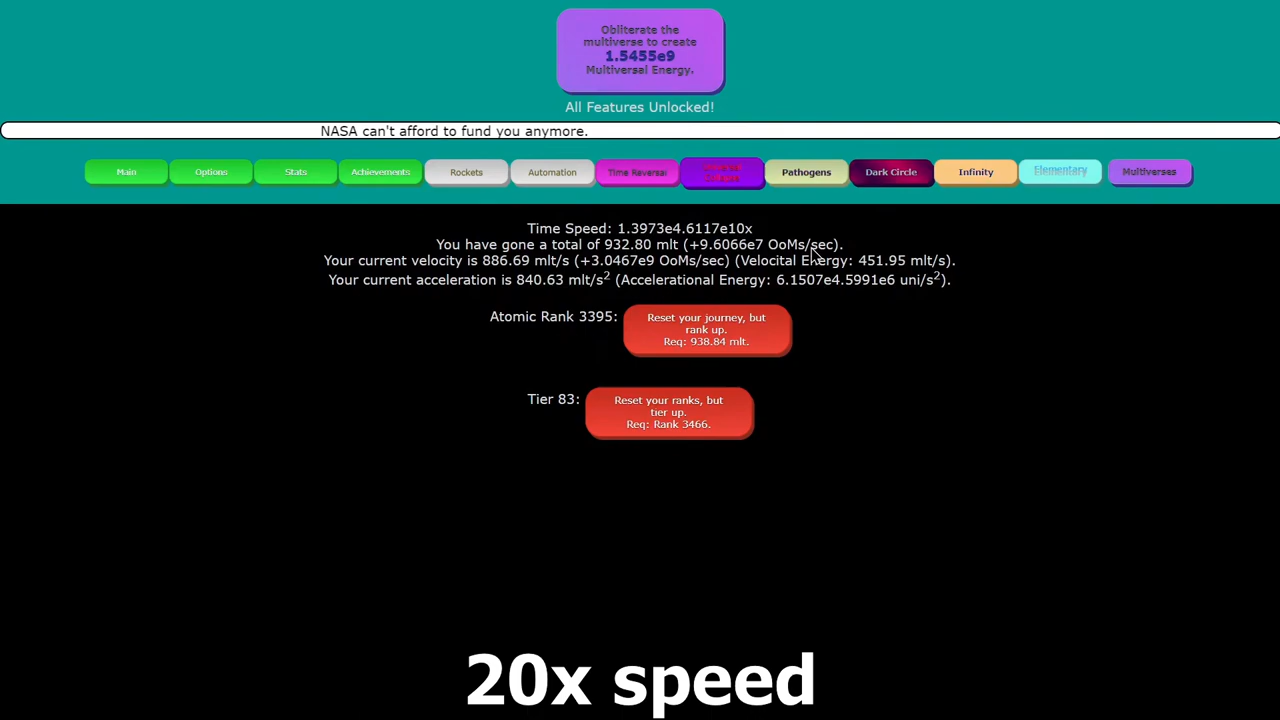 Obliterate the
multiverse to create
1.5455e9
Multiversal Energy.
All Features Unlocked!
NASA can't afford to fund you anymore.
Main Options Stats Achievements Rockets Automation Time Reversal Universal Collapse Pathogens Dark Circle Infinity Elementary Multiverses
Time Speed: 1.3973e4.6117e10x
You have gone a total of 932.80 mlt (+9.6066e7 OoMs/sec).
Your current velocity is 886.69 mlt/s (+3.0467e9 OoMs/sec) (Velocital Energy: 451.95 mlt/s).
Your current acceleration is 840.63 mlt/s² (Accelerational Energy: 6.1507e4.5991e6 uni/s²).
Atomic Rank 3395:
Reset your journey, but
rank up.
Req: 938.84 mlt.
Tier 83:
Reset your ranks, but
tier up.
Req: Rank 3466.
20x speed